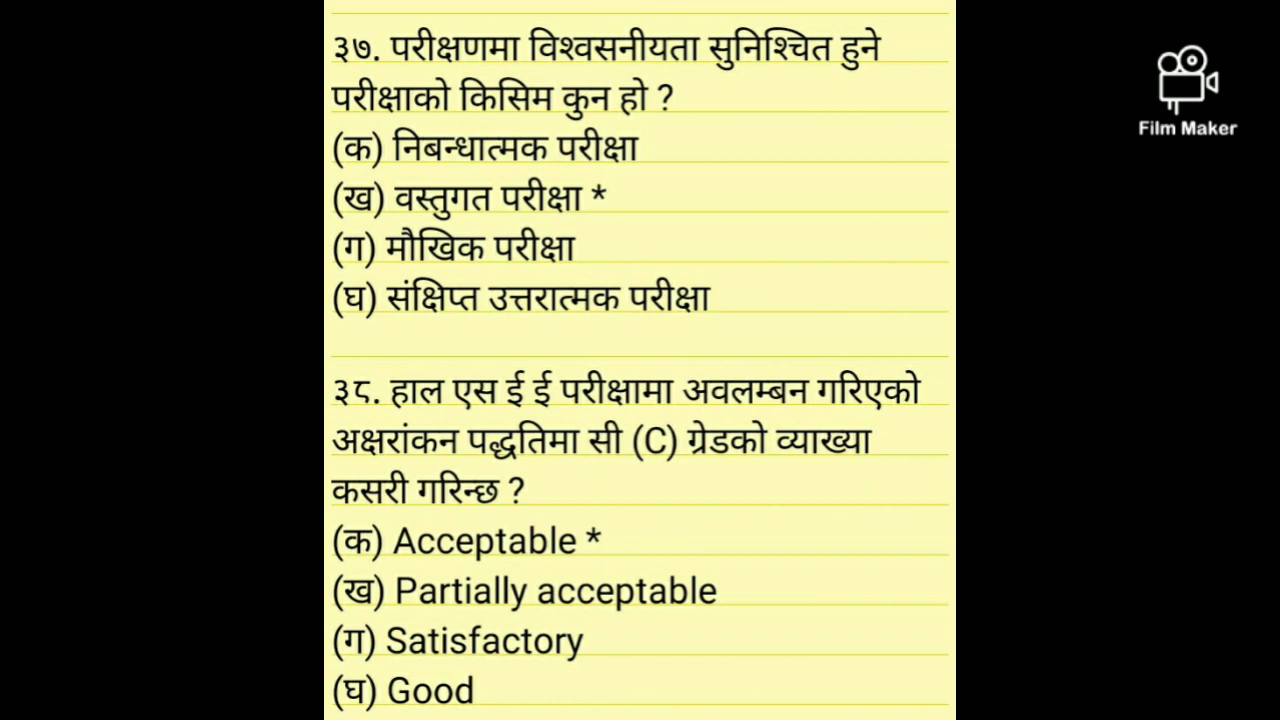 ३७. परीक्षणमा विश्वसनीयता सुनिश्चित हुने
परीक्षाको किसिम कुन हो ?
(क) निबन्धात्मक परीक्षा
(ख) वस्तुगत परीक्षा *
(ग) मौखिक परीक्षा
(घ) संक्षिप्त उत्तरात्मक परीक्षा
३८. हाल एस ई ई परीक्षामा अवलम्बन गरिएको
अक्षरांकन पद्धतिमा सी (C) ग्रेडको व्याख्या
कसरी गरिन्छ ?
(क) Acceptable *
(ख) Partially acceptable
(ग) Satisfactory
(घ) Good
Film Maker